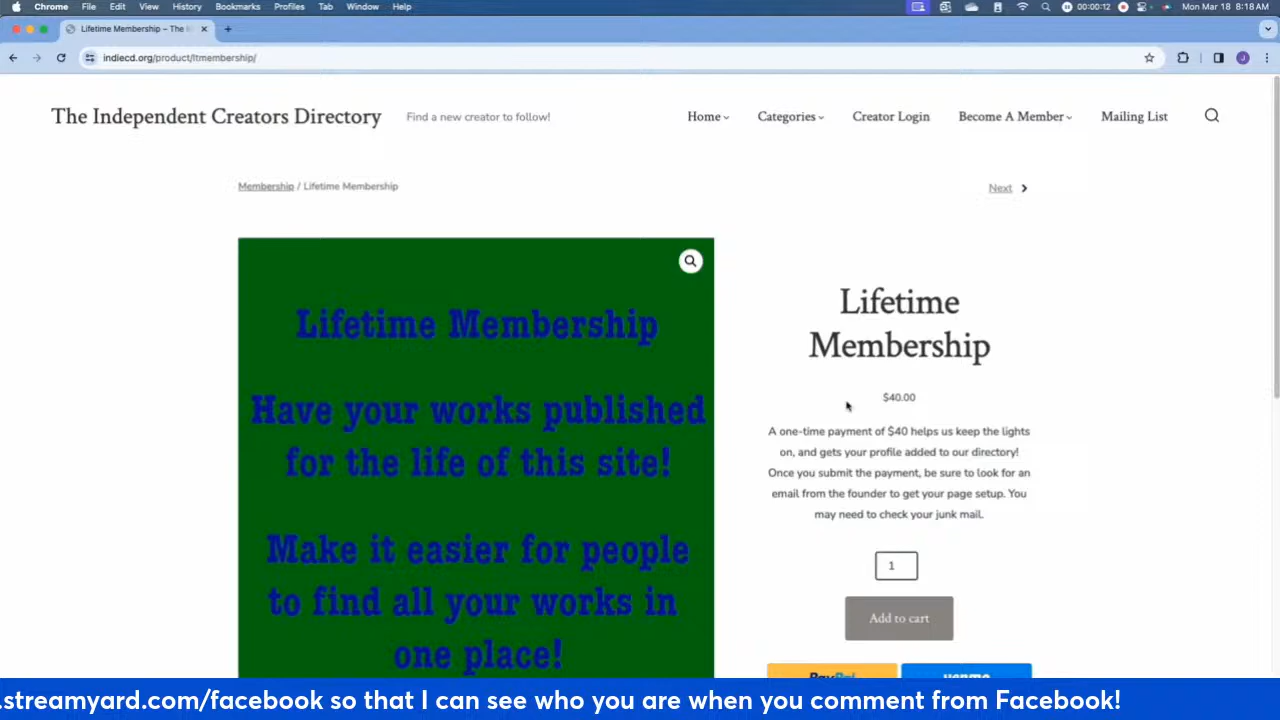 Chrome File Edit View History Bookmarks Profiles Tab Window Help 00:00:12 Mon Mar 18 8:18 AM
Lifetime Membership – The In
indiecd.org/product/ltmembership/
The Independent Creators Directory Find a new creator to follow! Home Categories Creator Login Become A Member Mailing List
Membership / Lifetime Membership Next
Lifetime Membership
Have your works published
for the life of this site!
Make it easier for people
to find all your works in
one place!
Lifetime
Membership
$40.00
A one-time payment of $40 helps us keep the lights
on, and gets your profile added to our directory!
Once you submit the payment, be sure to look for an
email from the founder to get your page setup. You
may need to check your junk mail.
1
Add to cart
PayPal venmo
.streamyard.com/facebook so that I can see who you are when you comment from Facebook!